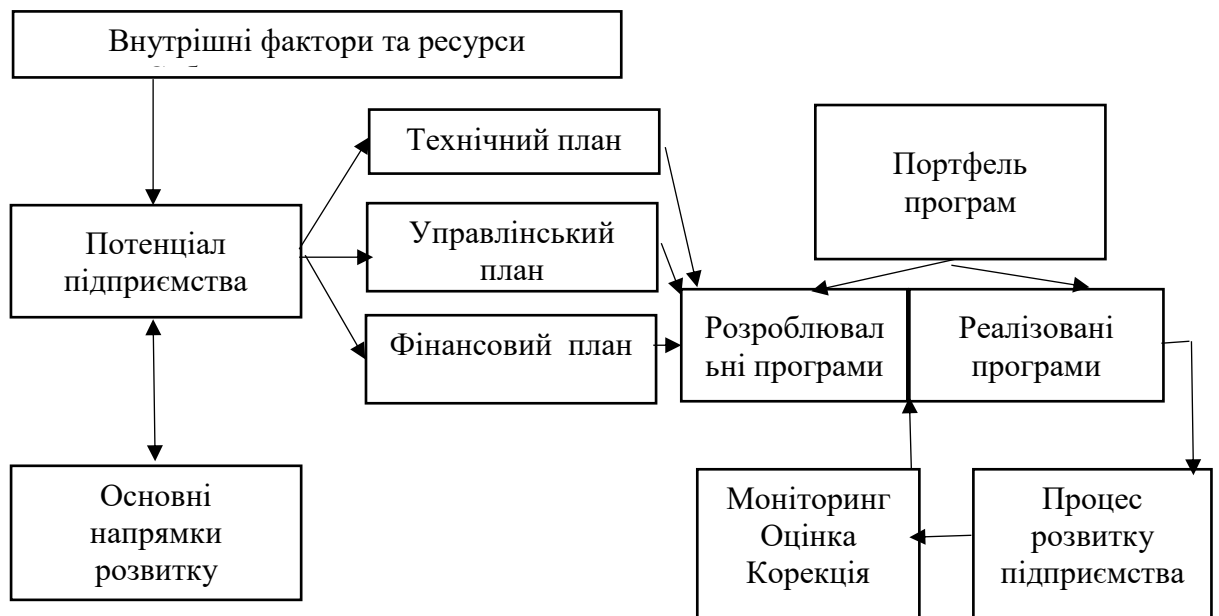 Внутрішні фактори та ресурси
Технічний план
Портфель
програм
Потенціал
підприємства
Управлінський
план
Фінансовий план
Розроблювал
ьні програми
Реалізовані
програми
Основні
напрямки
розвитку
Моніторинг
Оцінка
Корекція
Процес
розвитку
підприємства